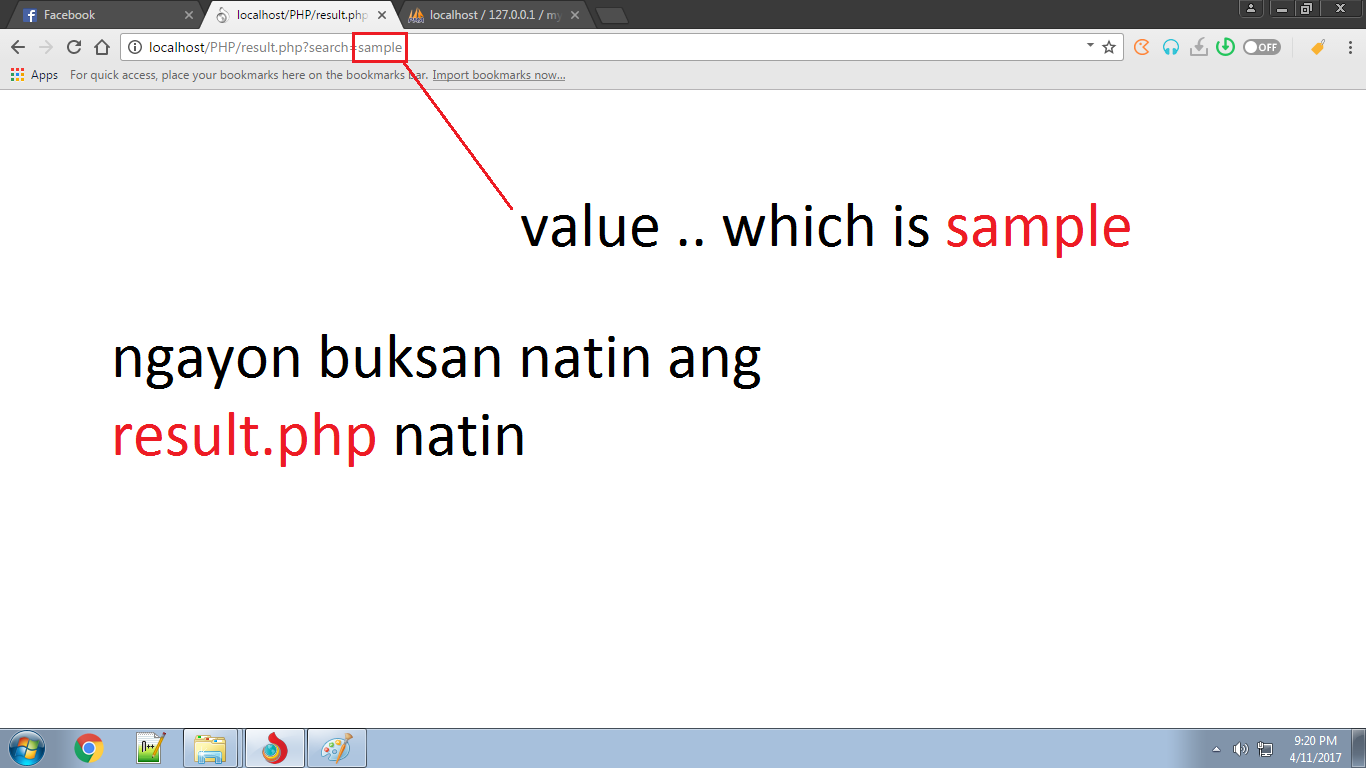 Facebook
localhost/PHP/result.php
localhost / 127.0.0.1 / my
localhost/PHP/result.php?search=sample
OFF
Apps For quick access, place your bookmarks here on the bookmarks bar. Import bookmarks now...
value .. which is sample
ngayon buksan natin ang
result.php natin
9:20 PM
4/11/2017